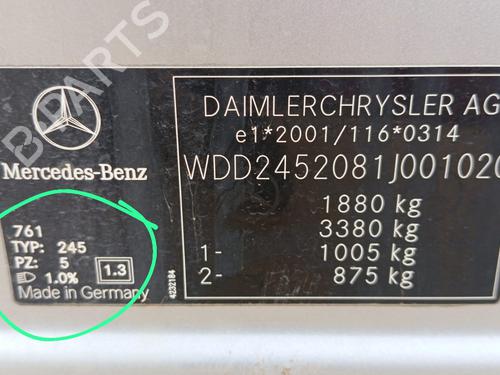 B PARTS
Mercedes-Benz
761
TYP: 245
PZ: 5
1.0% 1.3
Made in Germany
4232184
DAIMLERCHRYSLER AG
e1*2001/116*0314
WDD2452081J001020
1880 kg
3380 kg
1- 1005 kg
2- 875 kg